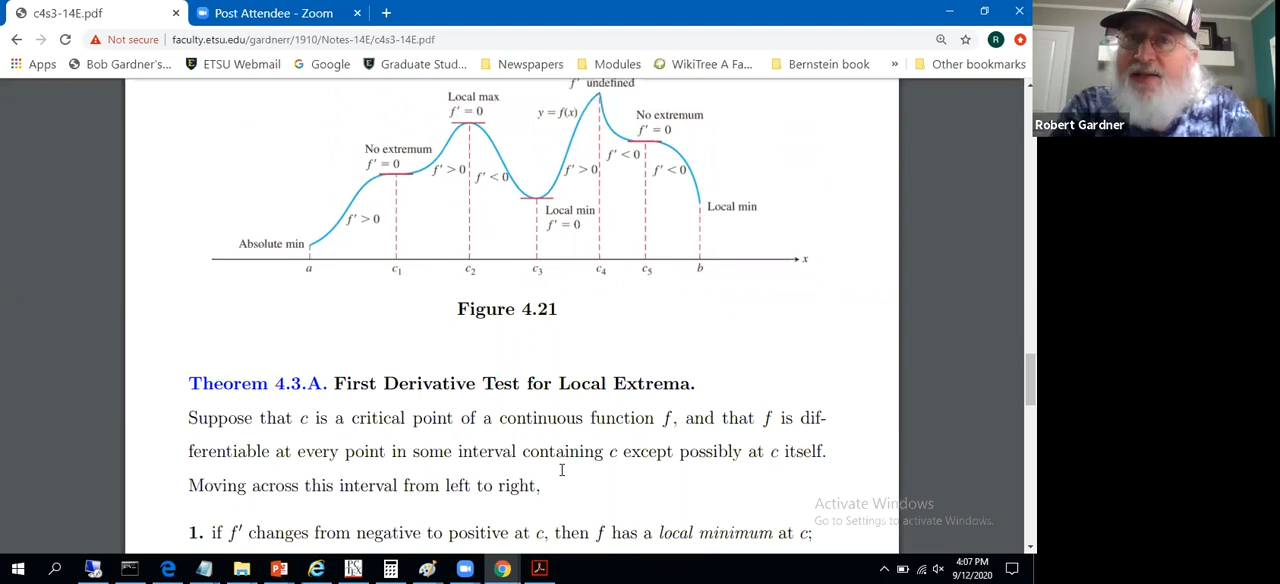 c4s3-14E.pdf
Post Attendee - Zoom
Not secure | faculty.etsu.edu/gardnerr/1910/Notes-14E/c4s3-14E.pdf
R
Apps Bob Gardner's... ETSU Webmail Google Graduate Stud... Newspapers Modules WikiTree A Fa... Bernstein book » Other bookmarks
Robert Gardner
f′ undefined
Local max
f′ = 0
y = f(x)
No extremum
f′ = 0
No extremum
f′ = 0
f′ > 0
f′ < 0
f′ > 0
f′ < 0
f′ < 0
f′ > 0
Local min
f′ = 0
Local min
Absolute min
a c₁ c₂ c₃ c₄ c₅ b x
Figure 4.21
Theorem 4.3.A. First Derivative Test for Local Extrema.
Suppose that c is a critical point of a continuous function f, and that f is dif-
ferentiable at every point in some interval containing c except possibly at c itself.
Moving across this interval from left to right,
1. if f′ changes from negative to positive at c, then f has a local minimum at c;
Activate Windows
Go to Settings to activate Windows.
4:07 PM
9/12/2020